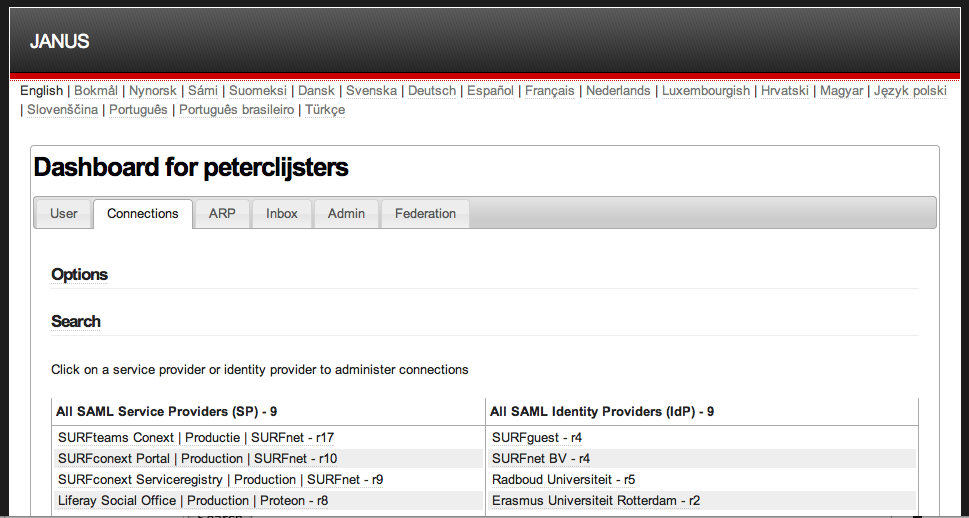 JANUS
English | Bokmål | Nynorsk | Sámi | Suomeksi | Dansk | Svenska | Deutsch | Español | Français | Nederlands | Luxembourgish | Hrvatski | Magyar | Język polski
| Slovenščina | Português | Português brasileiro | Türkçe
Dashboard for peterclijsters
User Connections ARP Inbox Admin Federation
Options
Search
Click on a service provider or identity provider to administer connections
All SAML Service Providers (SP) - 9 All SAML Identity Providers (IdP) - 9
SURFteams Conext | Productie | SURFnet - r17 SURFguest - r4
SURFconext Portal | Production | SURFnet - r10 SURFnet BV - r4
SURFconext Serviceregistry | Production | SURFnet - r9 Radboud Universiteit - r5
Liferay Social Office | Production | Proteon - r8 Erasmus Universiteit Rotterdam - r2